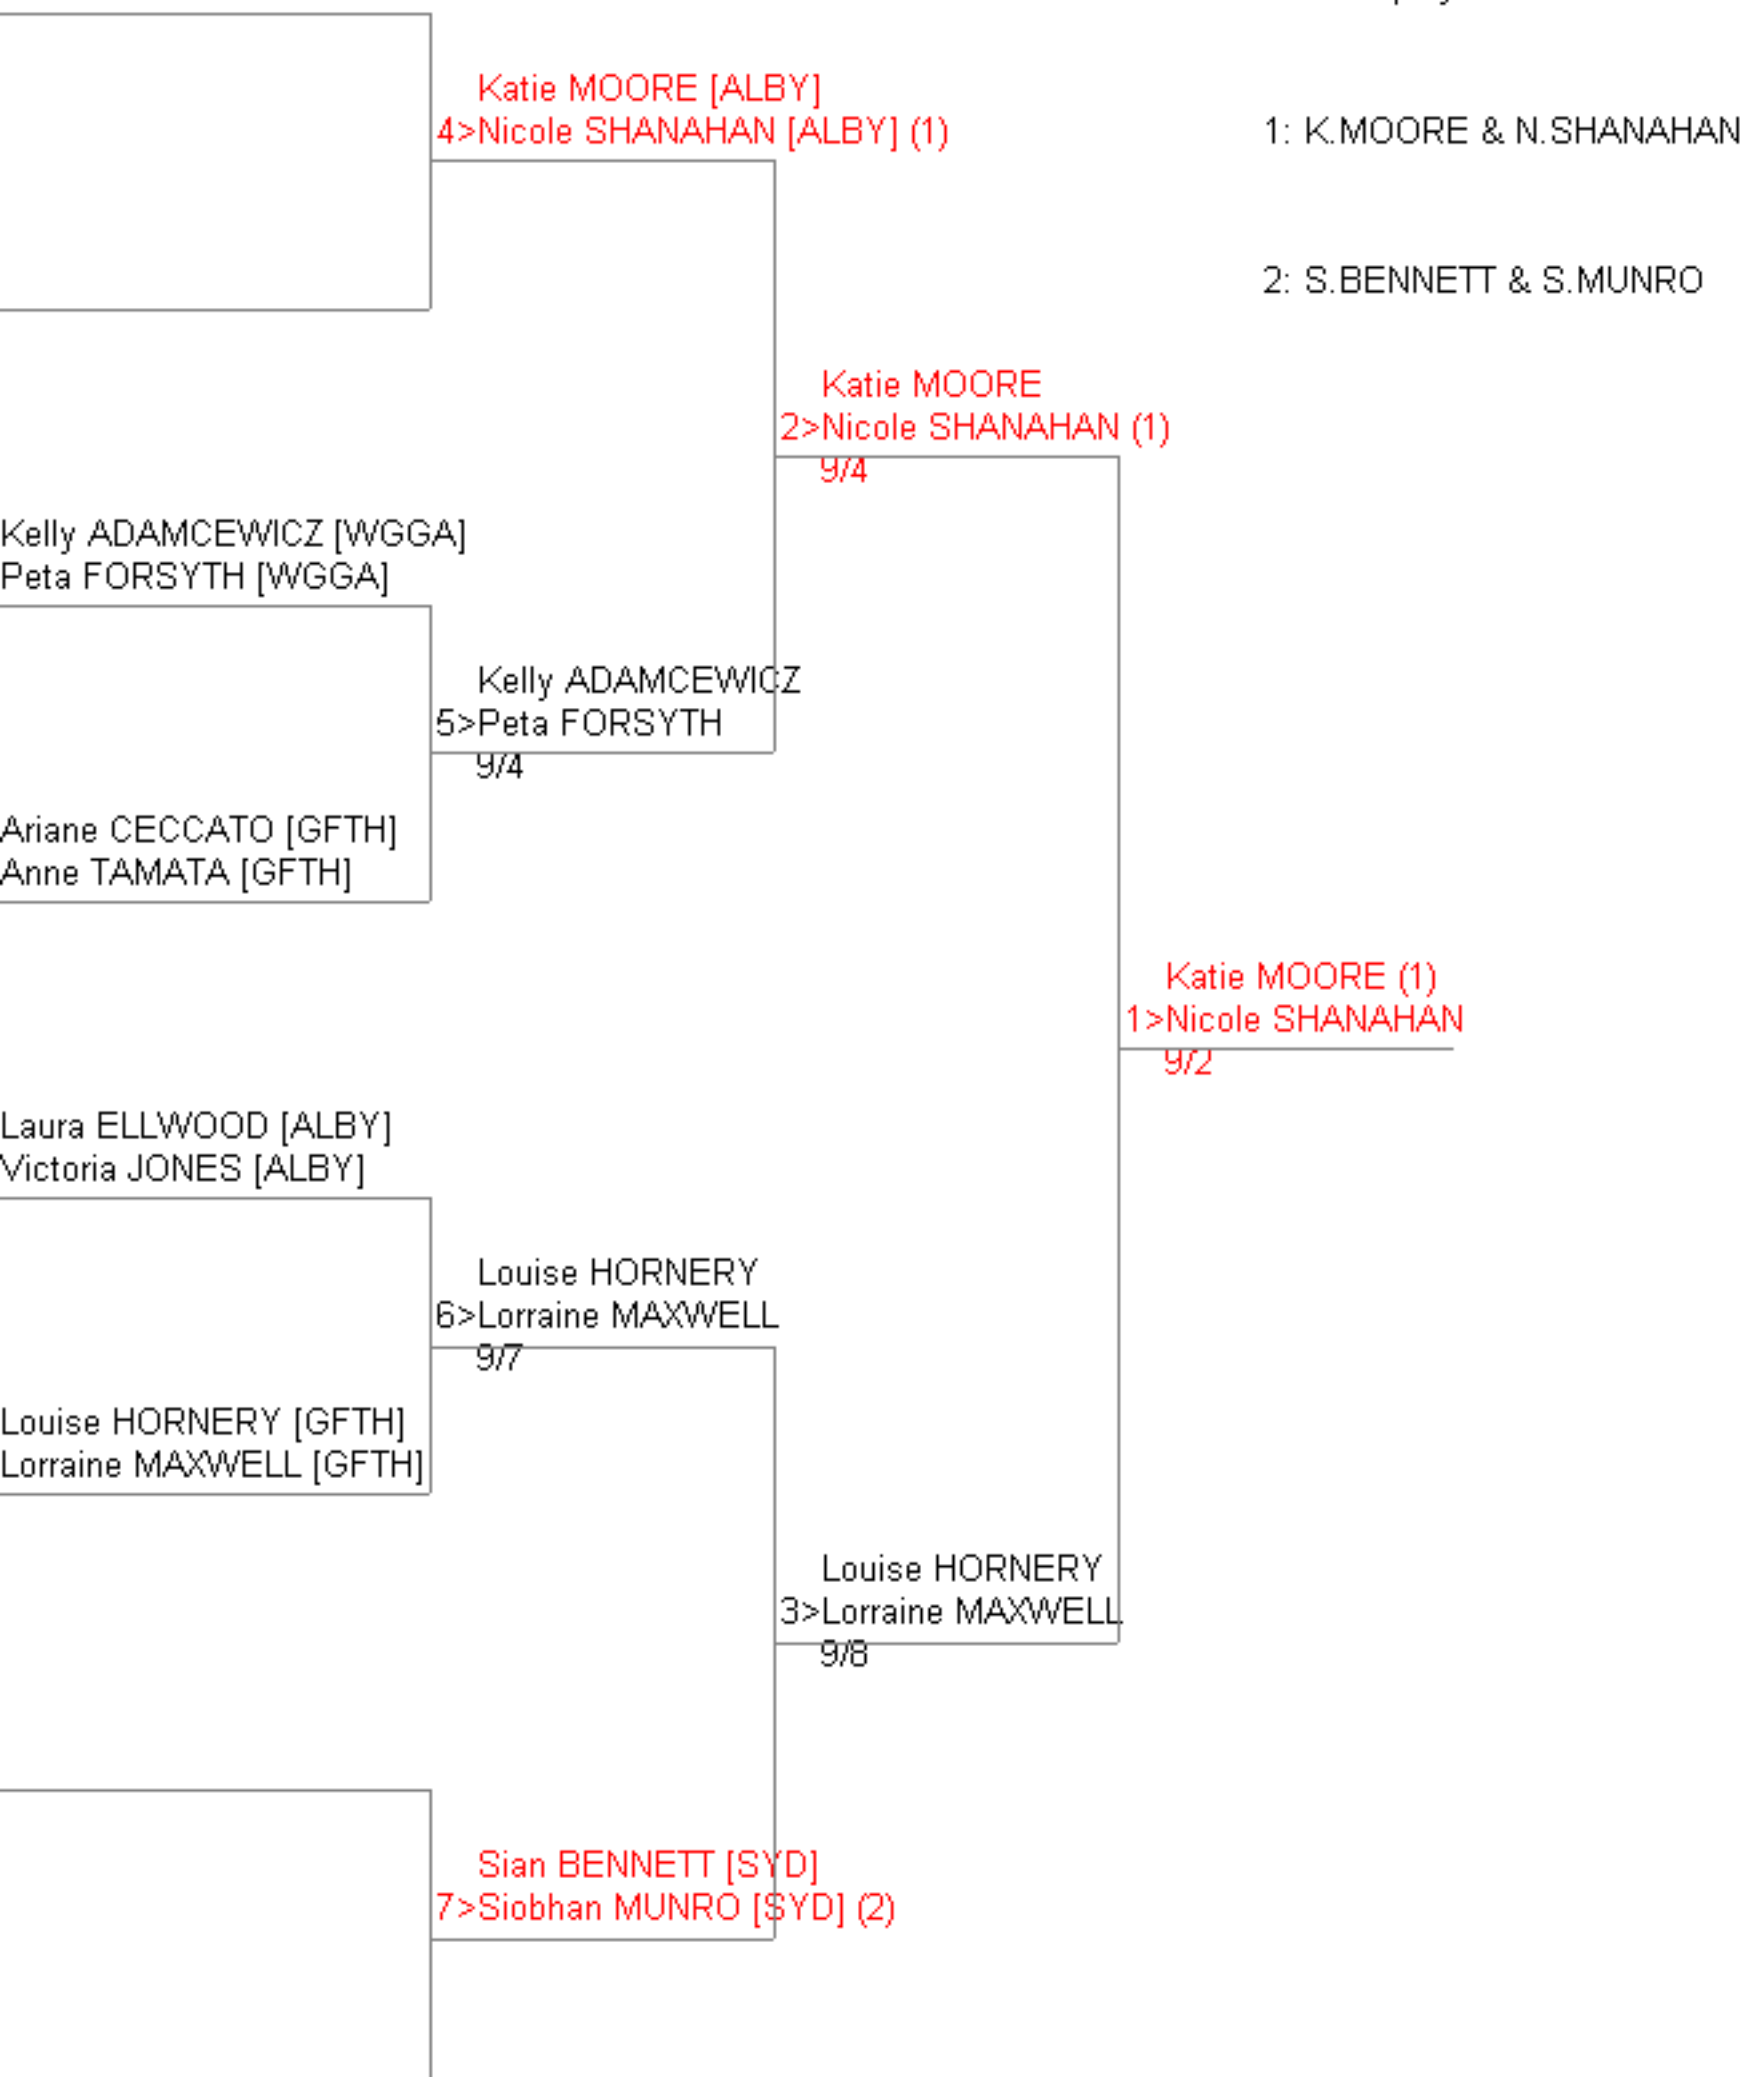 Katie MOORE [ALBY]
4>Nicole SHANAHAN [ALBY] (1)
1: K.MOORE & N.SHANAHAN
2: S.BENNETT & S.MUNRO
Katie MOORE
2>Nicole SHANAHAN (1)
9/4
Kelly ADAMCEWICZ [WGGA]
Peta FORSYTH [WGGA]
Kelly ADAMCEWICZ
5>Peta FORSYTH
9/4
Ariane CECCATO [GFTH]
Anne TAMATA [GFTH]
Katie MOORE (1)
1>Nicole SHANAHAN
9/2
Laura ELLWOOD [ALBY]
Victoria JONES [ALBY]
Louise HORNERY
6>Lorraine MAXWELL
9/7
Louise HORNERY [GFTH]
Lorraine MAXWELL [GFTH]
Louise HORNERY
3>Lorraine MAXWELL
9/8
Sian BENNETT [SYD]
7>Siobhan MUNRO [SYD] (2)